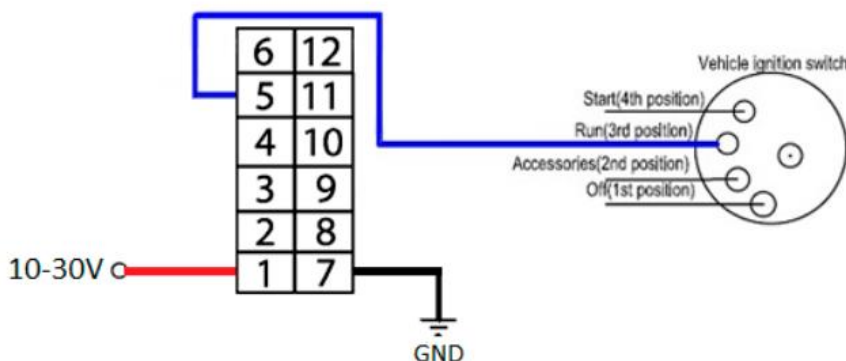 6 12
Vehicle ignition switch
5 11
Start(4th position)
4 10
Run(3rd position)
Accessories(2nd position)
3 9
Off(1st position)
2 8
10-30V
1 7
GND